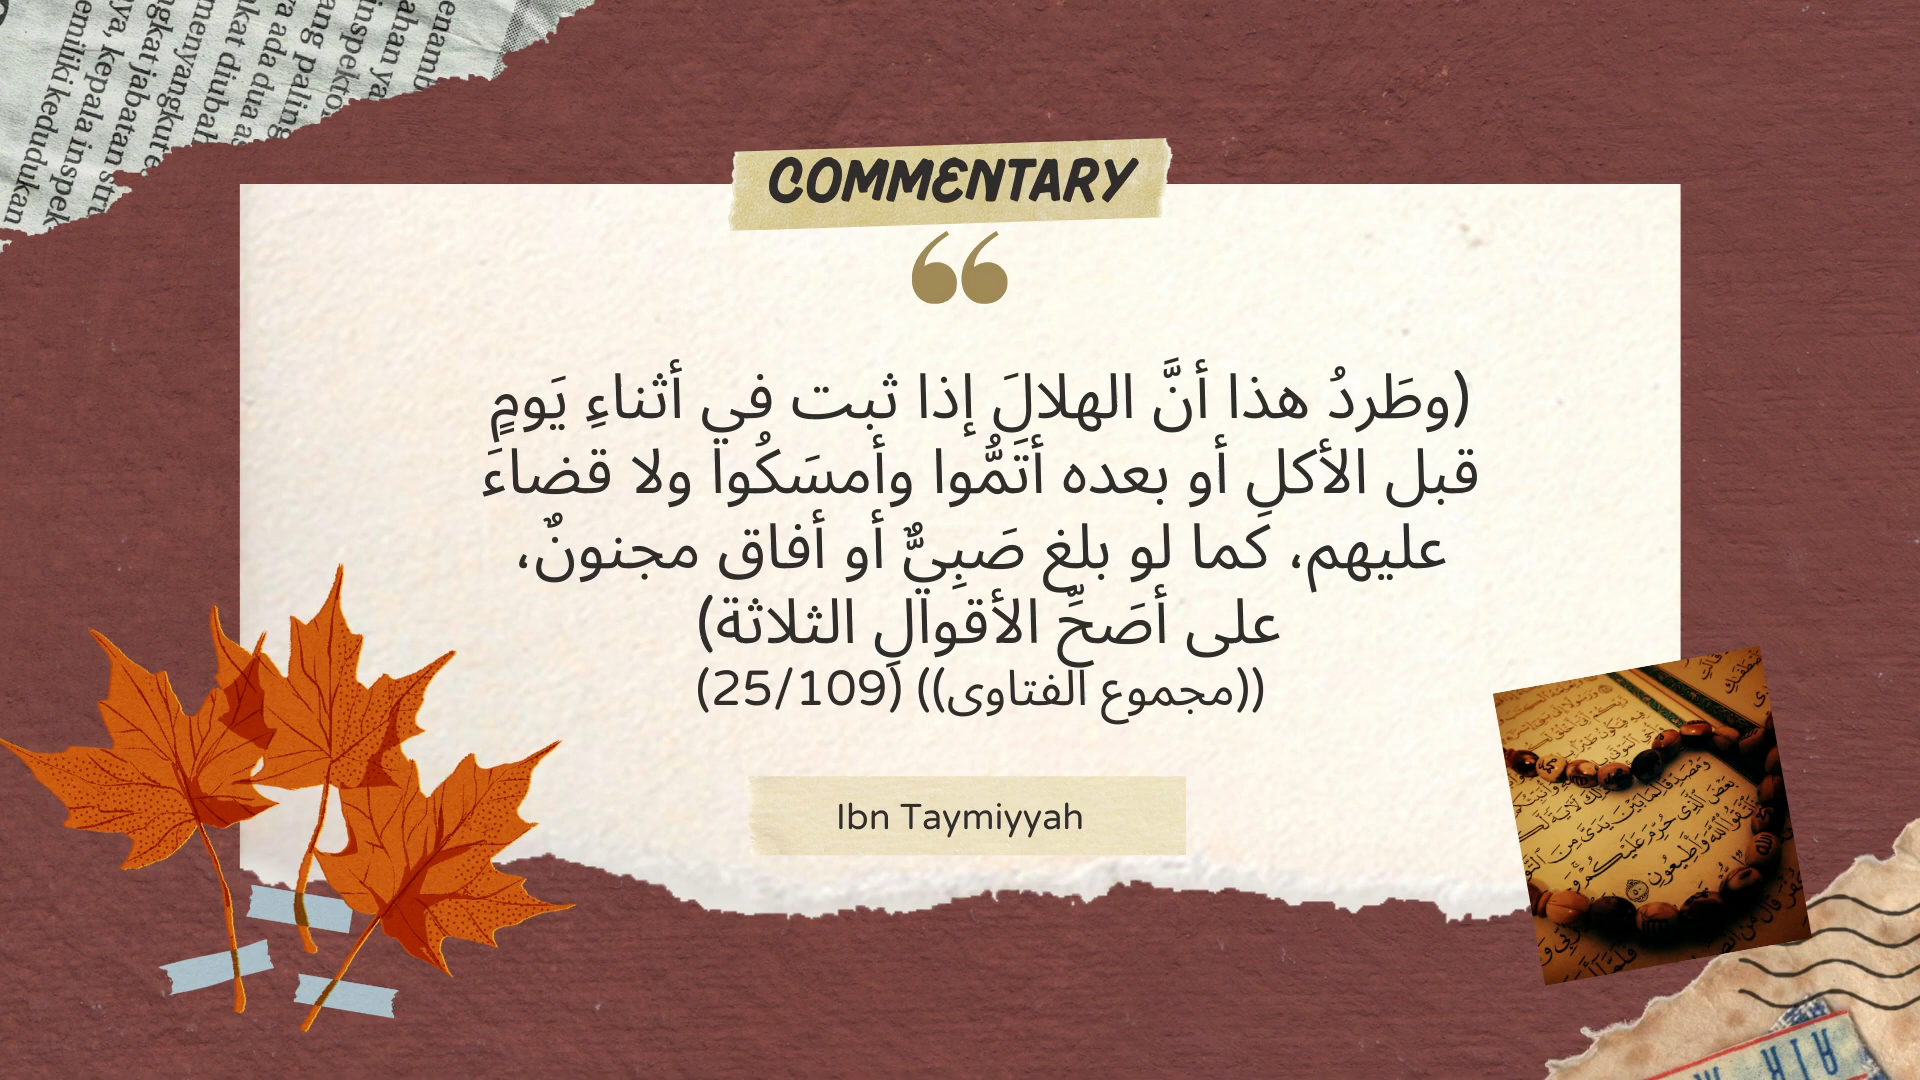 COMMENTARY
(وطَردُ هذا أنَّ الهلالَ إذا ثبت في أثناءِ يَومٍ
قبل الأكلِ أو بعده أتَمُّوا وأمسَكُوا ولا قضاءَ
عليهم، كما لو بلغ صَبِيٌّ أو أفاق مجنونٌ،
على أصَحِّ الأقوالِ الثلاثة)
((مجموع الفتاوى)) (25/109)
Ibn Taymiyyah